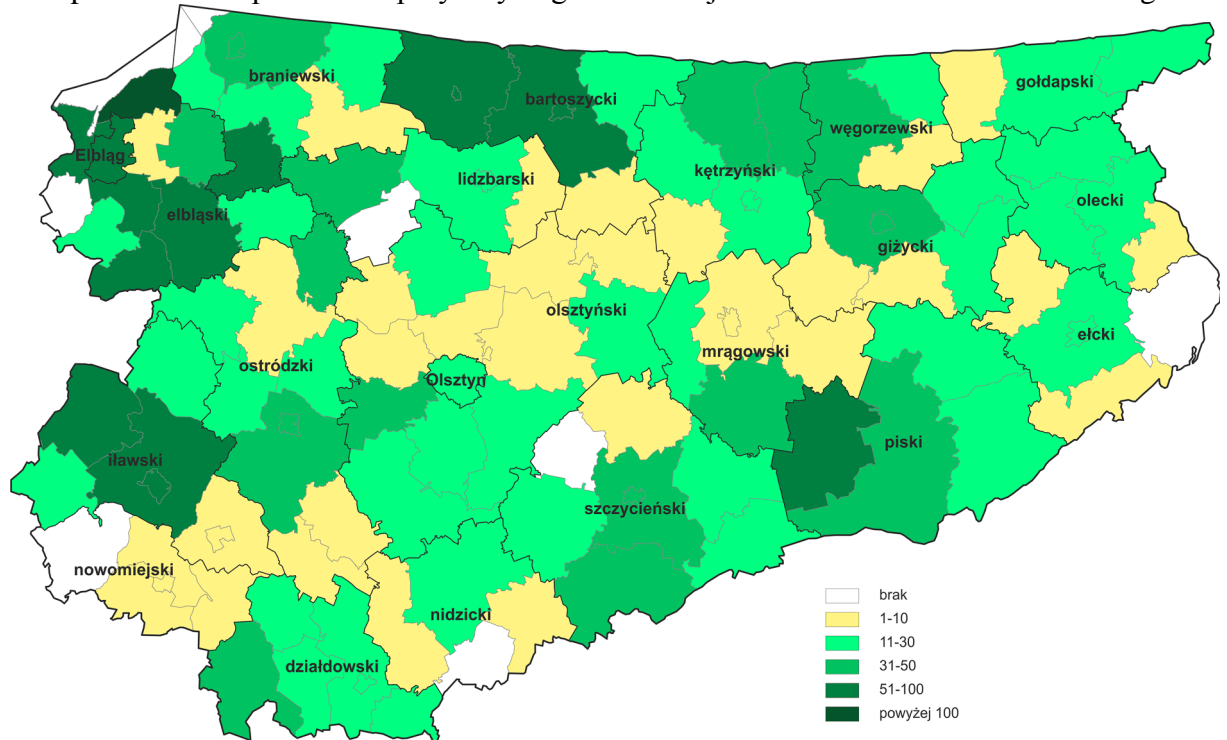 braniewski
bartoszycki
gołdapski
węgorzewski
Elbląg
lidzbarski
kętrzyński
olecki
elbląski
giżycki
olsztyński
ełcki
mrągowski
ostródzki
Olsztyn
piski
iławski
szczycieński
nowomiejski
nidzicki
działdowski
brak
1-10
11-30
31-50
51-100
powyżej 100